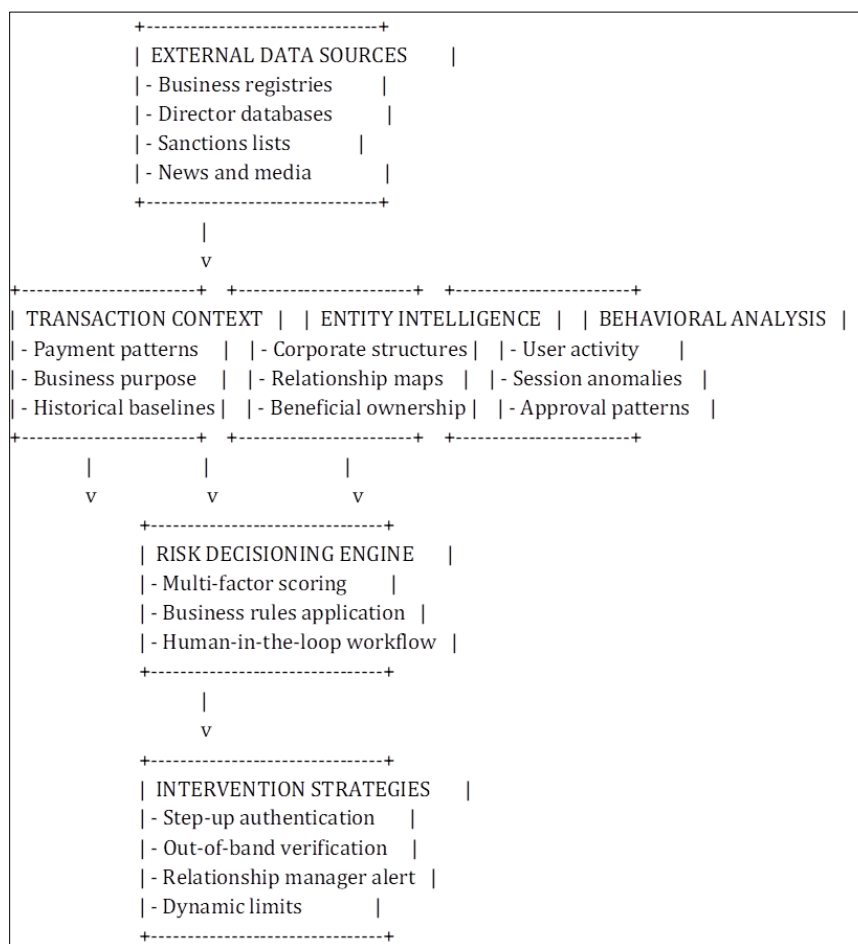 +--------------------------------+
| EXTERNAL DATA SOURCES |
| - Business registries |
| - Director databases |
| - Sanctions lists |
| - News and media |
+--------------------------------+
|
v
+------------------------+ +------------------------+ +------------------------+
| TRANSACTION CONTEXT | | ENTITY INTELLIGENCE | | BEHAVIORAL ANALYSIS |
| - Payment patterns | | - Corporate structures | | - User activity |
| - Business purpose | | - Relationship maps | | - Session anomalies |
| - Historical baselines | | - Beneficial ownership | | - Approval patterns |
+------------------------+ +------------------------+ +------------------------+
| | |
v v v
+--------------------------------+
| RISK DECISIONING ENGINE |
| - Multi-factor scoring |
| - Business rules application |
| - Human-in-the-loop workflow |
+--------------------------------+
|
v
+--------------------------------+
| INTERVENTION STRATEGIES |
| - Step-up authentication |
| - Out-of-band verification |
| - Relationship manager alert |
| - Dynamic limits |
+--------------------------------+